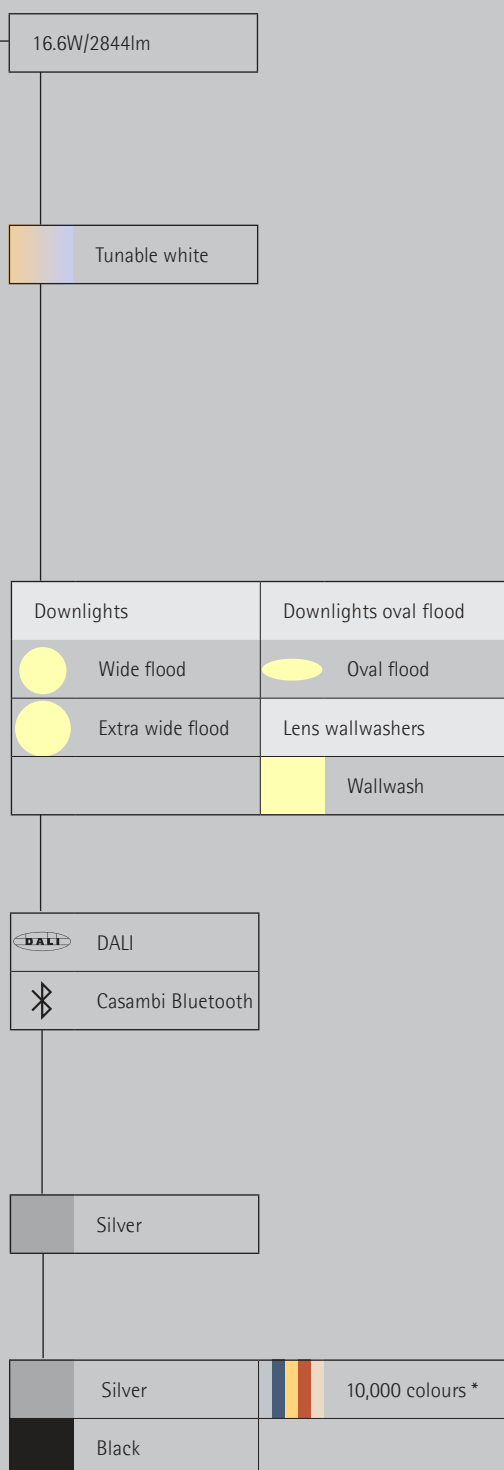 16.6W/2844lm
Tunable white
Downlights
Downlights oval flood
Wide flood
Oval flood
Extra wide flood
Lens wallwashers
Wallwash
DALI DALI
Casambi Bluetooth
Silver
Silver
10,000 colours *
Black